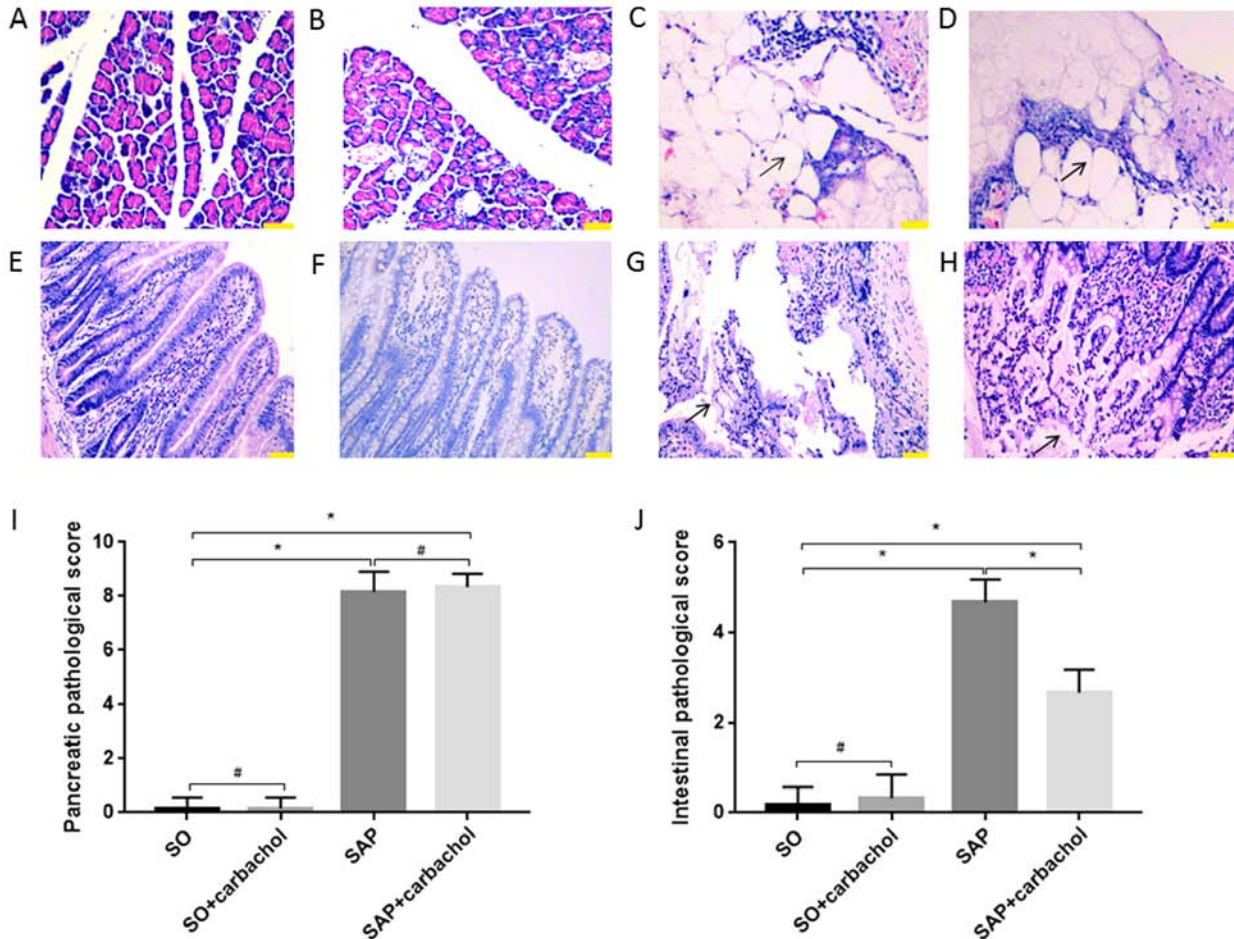 A
B
C
D
E
F
G
H
I
J
*
*
#
#
Pancreatic pathological score
10
8
6
4
2
0
SO
SO+carbachol
SAP
SAP+carbachol
*
*
*
#
Intestinal pathological score
6
4
2
0
SO
SO+carbachol
SAP
SAP+carbachol